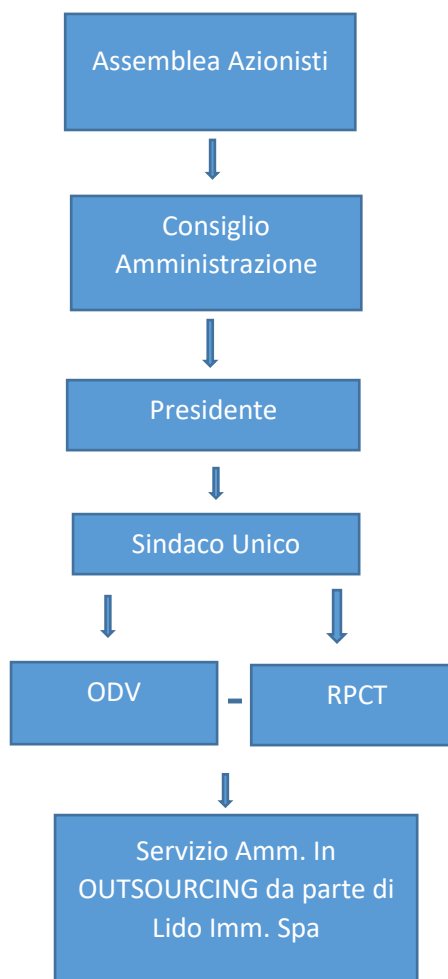 Assemblea Azionisti
Consiglio
Amministrazione
Presidente
Sindaco Unico
ODV
RPCT
Servizio Amm. In
OUTSOURCING da parte di
Lido Imm. Spa